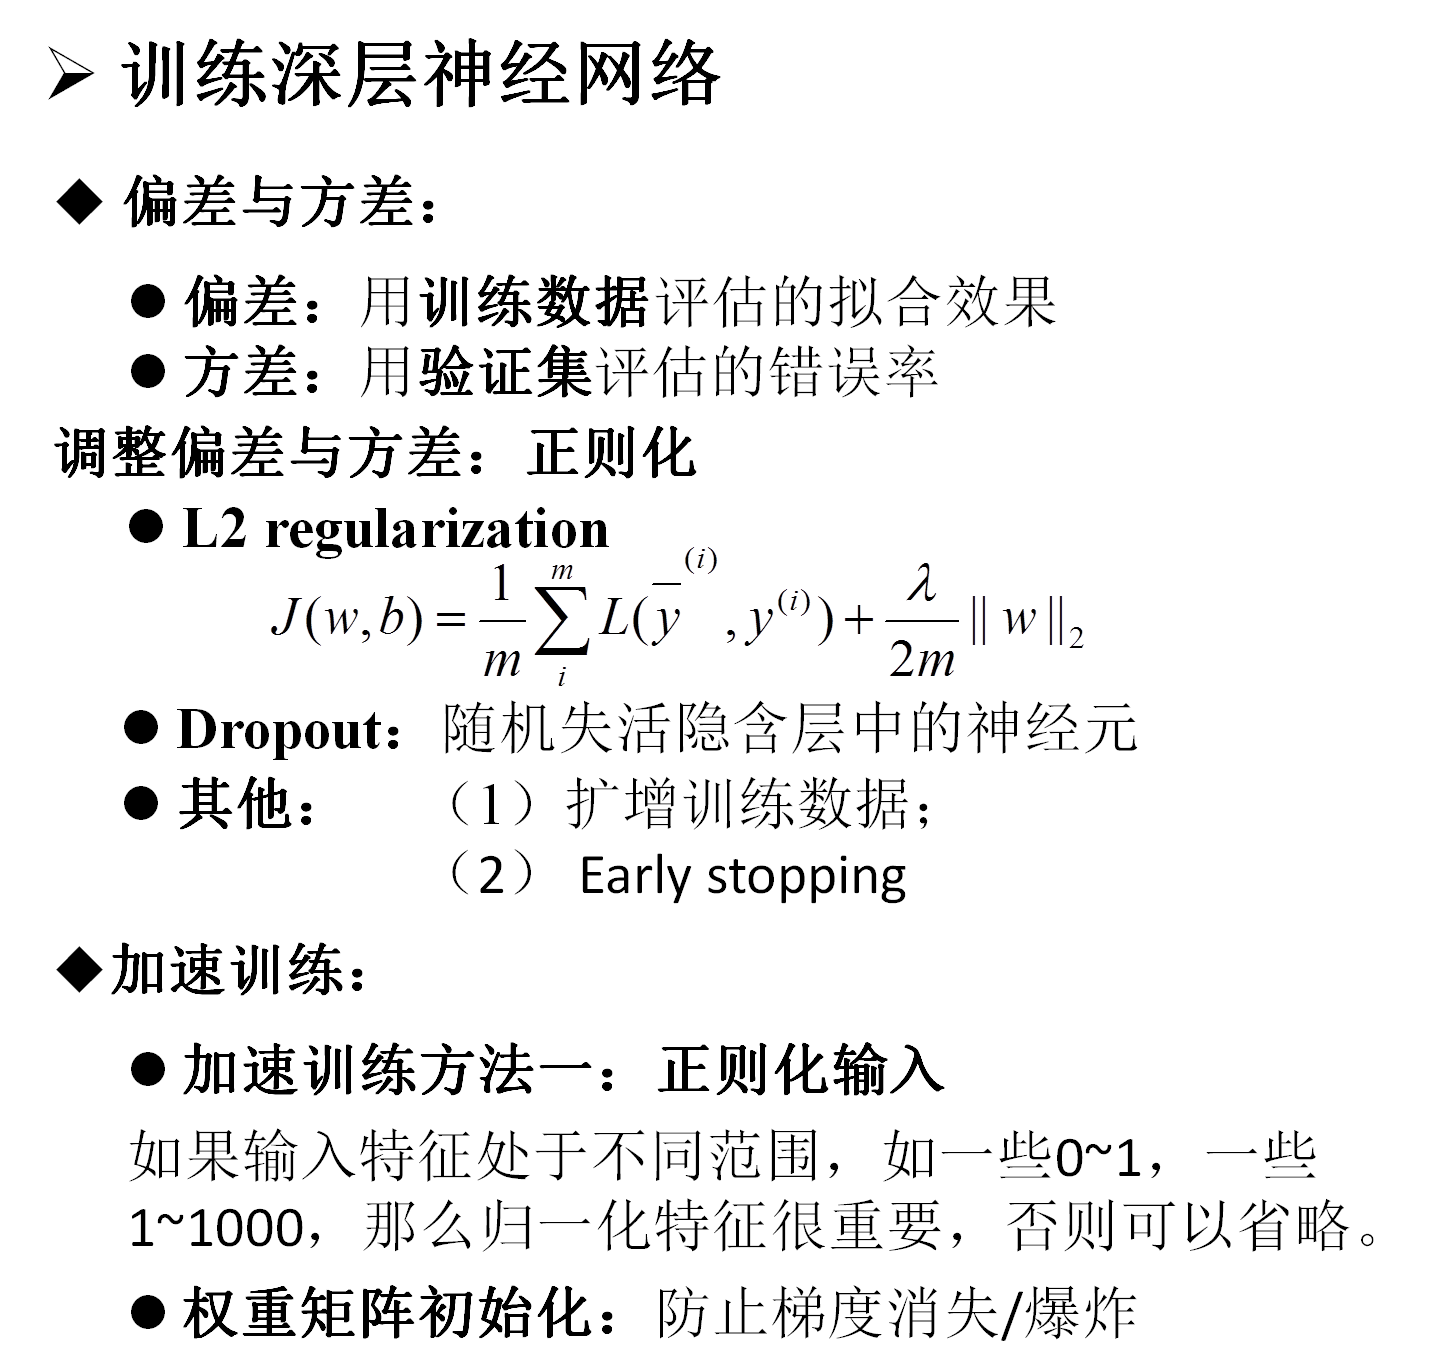 ➢ 训练深层神经网络
◆ 偏差与方差：
● 偏差：用训练数据评估的拟合效果
● 方差：用验证集评估的错误率
调整偏差与方差：正则化
● L2 regularization
J(w,b) = \frac{1}{m} \sum_{i}^{m} L(\overline{y}^{(i)}, y^{(i)}) + \frac{\lambda}{2m} || w ||_2
● Dropout：随机失活隐含层中的神经元
● 其他： （1）扩增训练数据；
（2） Early stopping
◆加速训练：
● 加速训练方法一：正则化输入
如果输入特征处于不同范围，如一些0~1，一些
1~1000，那么归一化特征很重要，否则可以省略。
● 权重矩阵初始化：防止梯度消失/爆炸